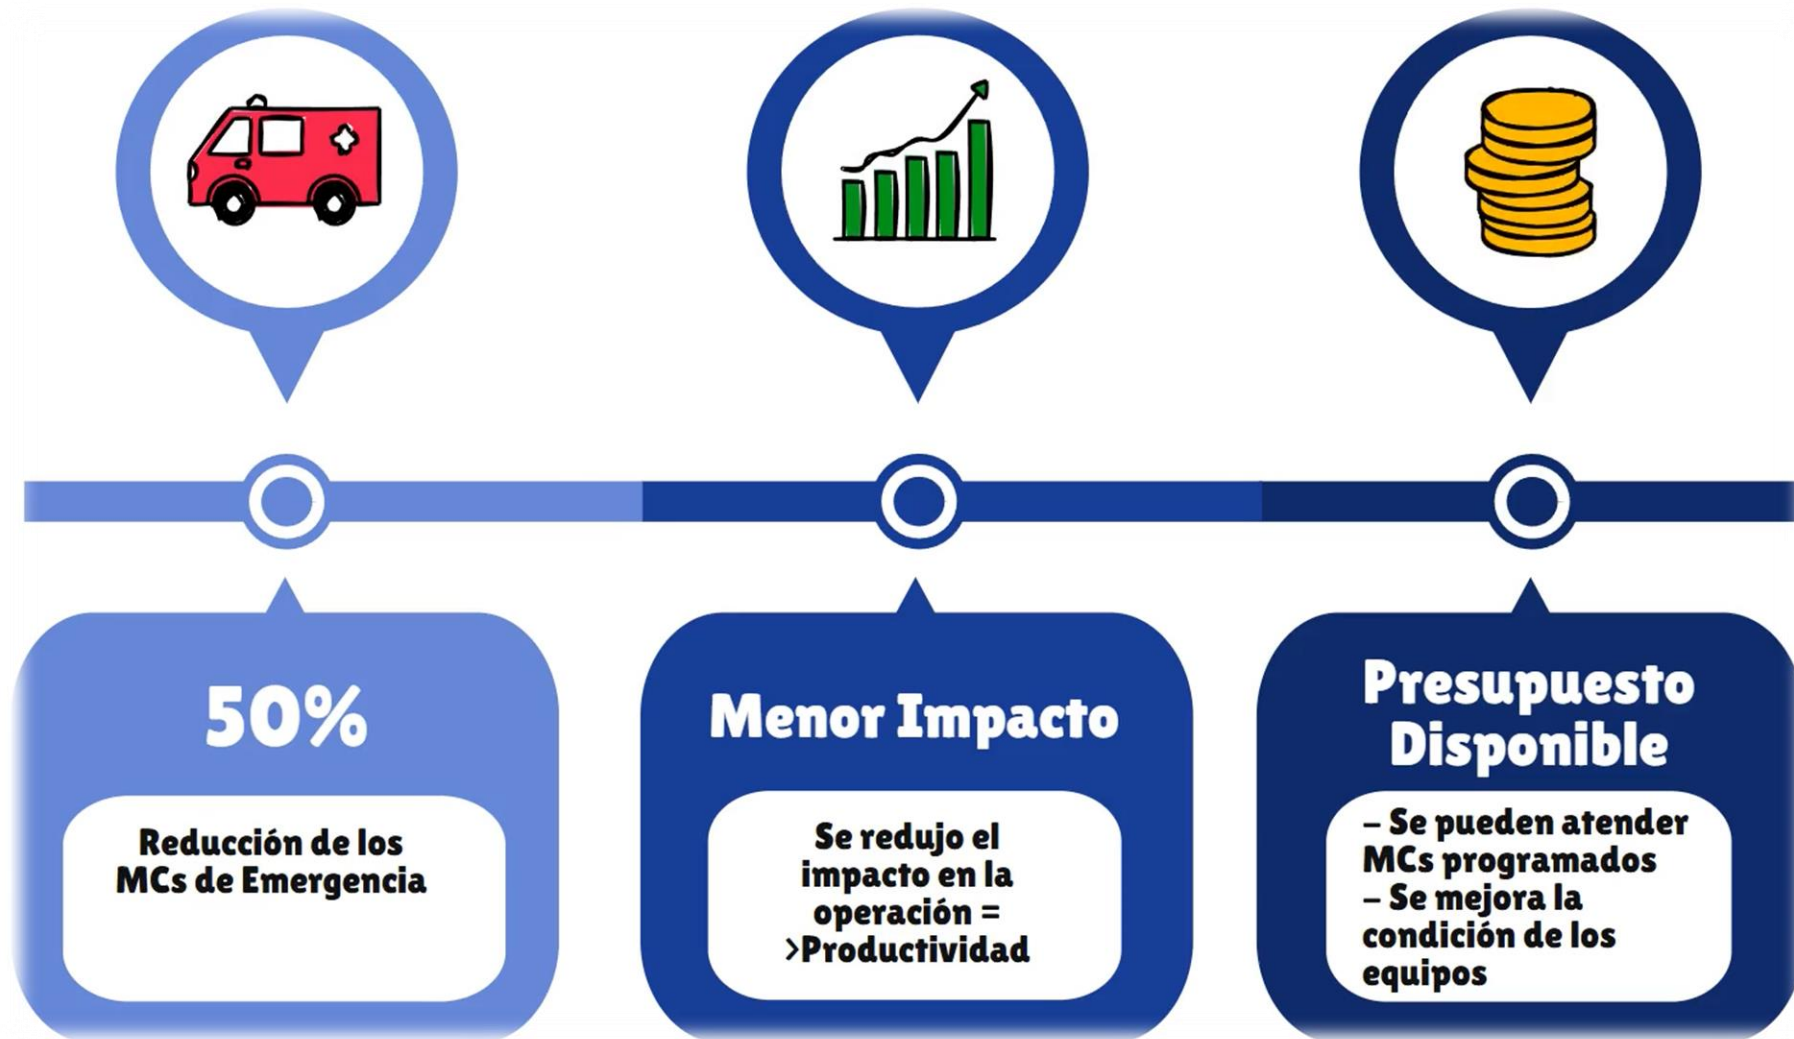 50%
Reducción de los
MCs de Emergencia
Menor Impacto
Se redujo el
impacto en la
operación =
>Productividad
Presupuesto
Disponible
– Se pueden atender
MCs programados
– Se mejora la
condición de los
equipos